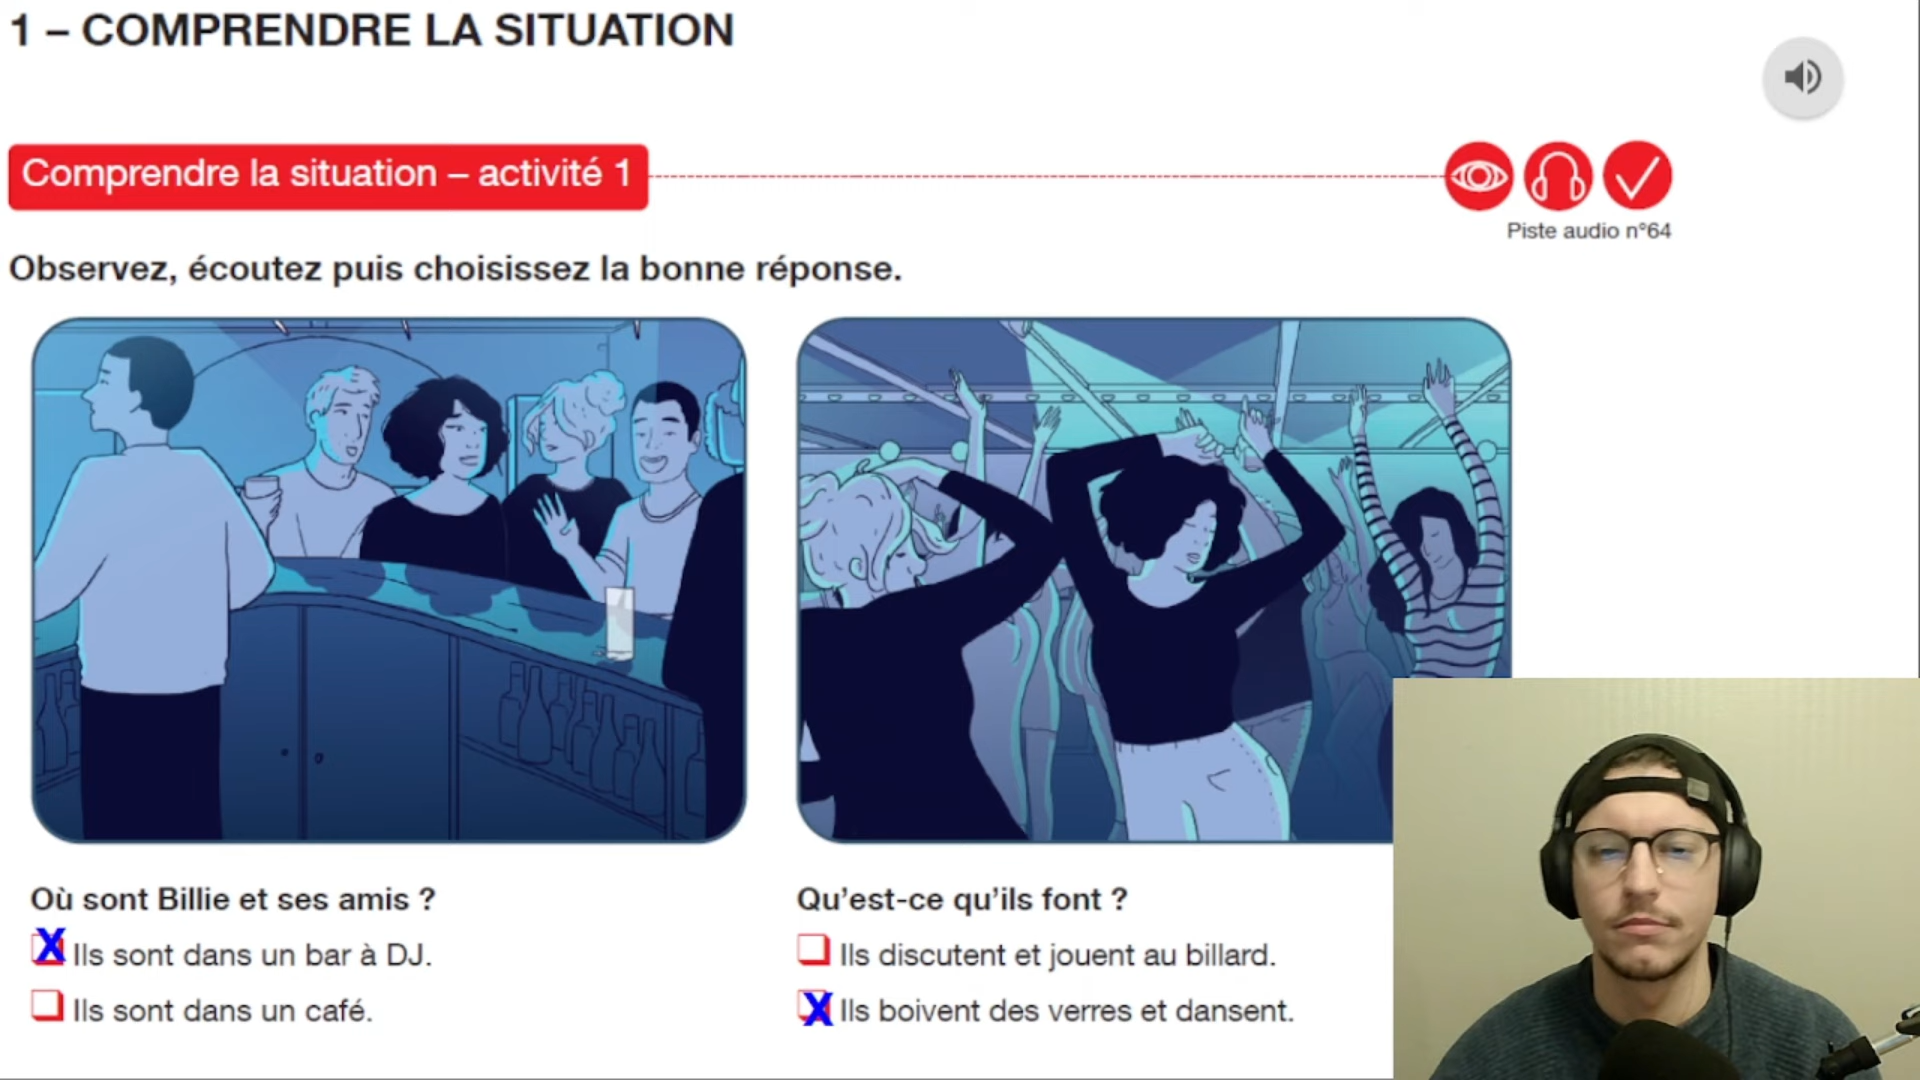 1 – COMPRENDRE LA SITUATION
Comprendre la situation – activité 1
Piste audio n°64
Observez, écoutez puis choisissez la bonne réponse.
Où sont Billie et ses amis ?
X Ils sont dans un bar à DJ.
Ils sont dans un café.
Qu'est-ce qu'ils font ?
Ils discutent et jouent au billard.
X Ils boivent des verres et dansent.